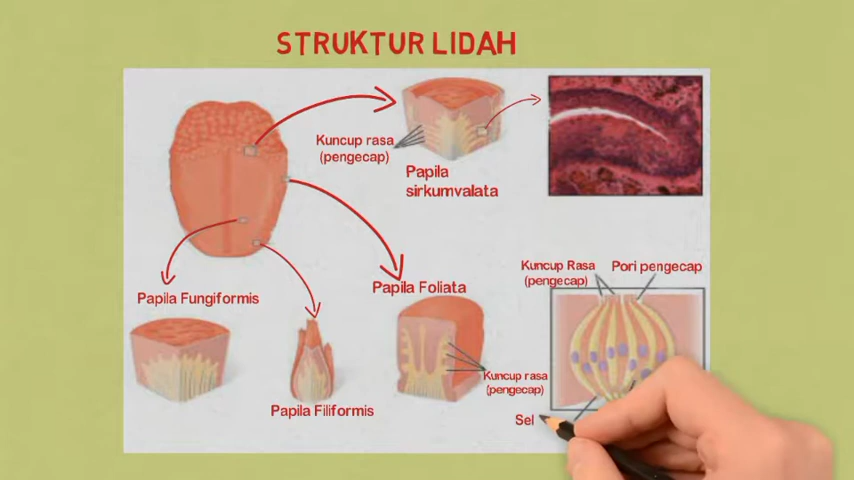 STRUKTUR LIDAH
Kuncup rasa
(pengecap)
Papila
sirkumvalata
Kuncup Rasa
(pengecap)
Pori pengecap
Papila Foliata
Papila Fungiformis
Kuncup rasa
(pengecap)
Papila Filiformis
Sel